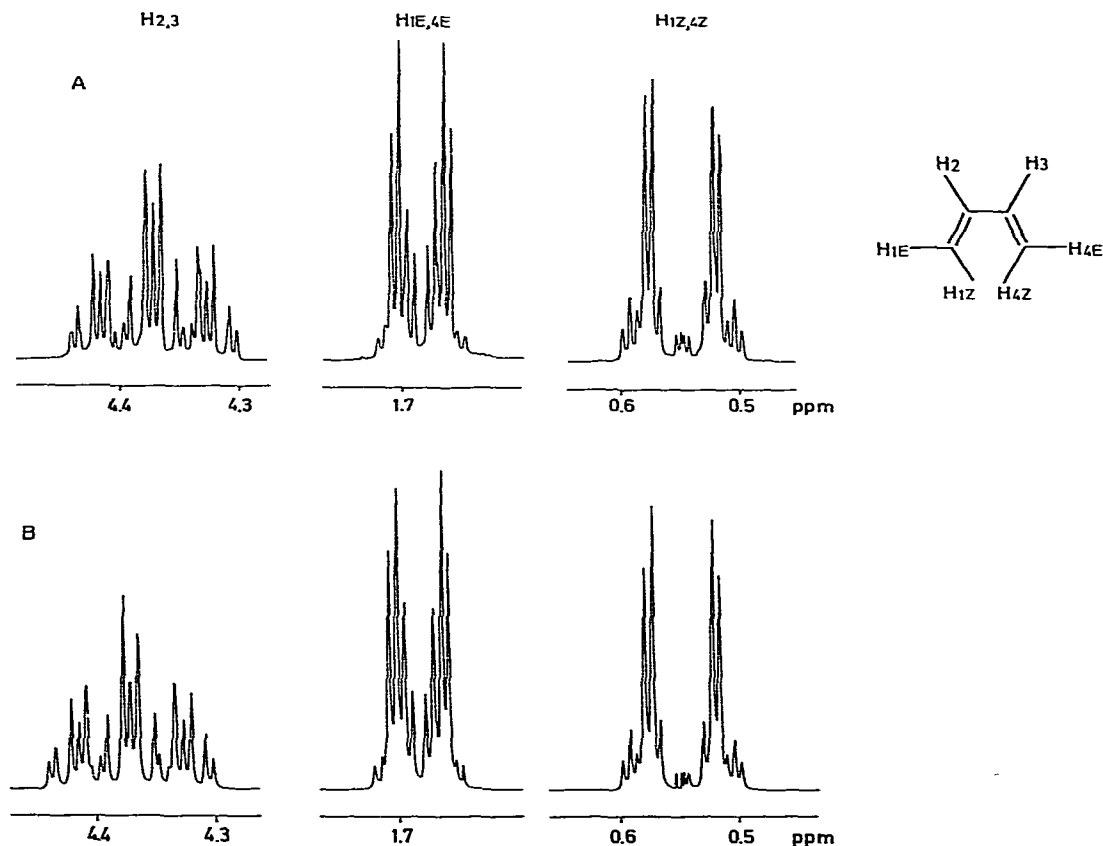 H2,3 H1E,4E H1Z,4Z
A
H2 H3
H1E H4E
H1Z H4Z
4.4 4.3 1.7 0.6 0.5 ppm
B
4.4 4.3 1.7 0.6 0.5 ppm